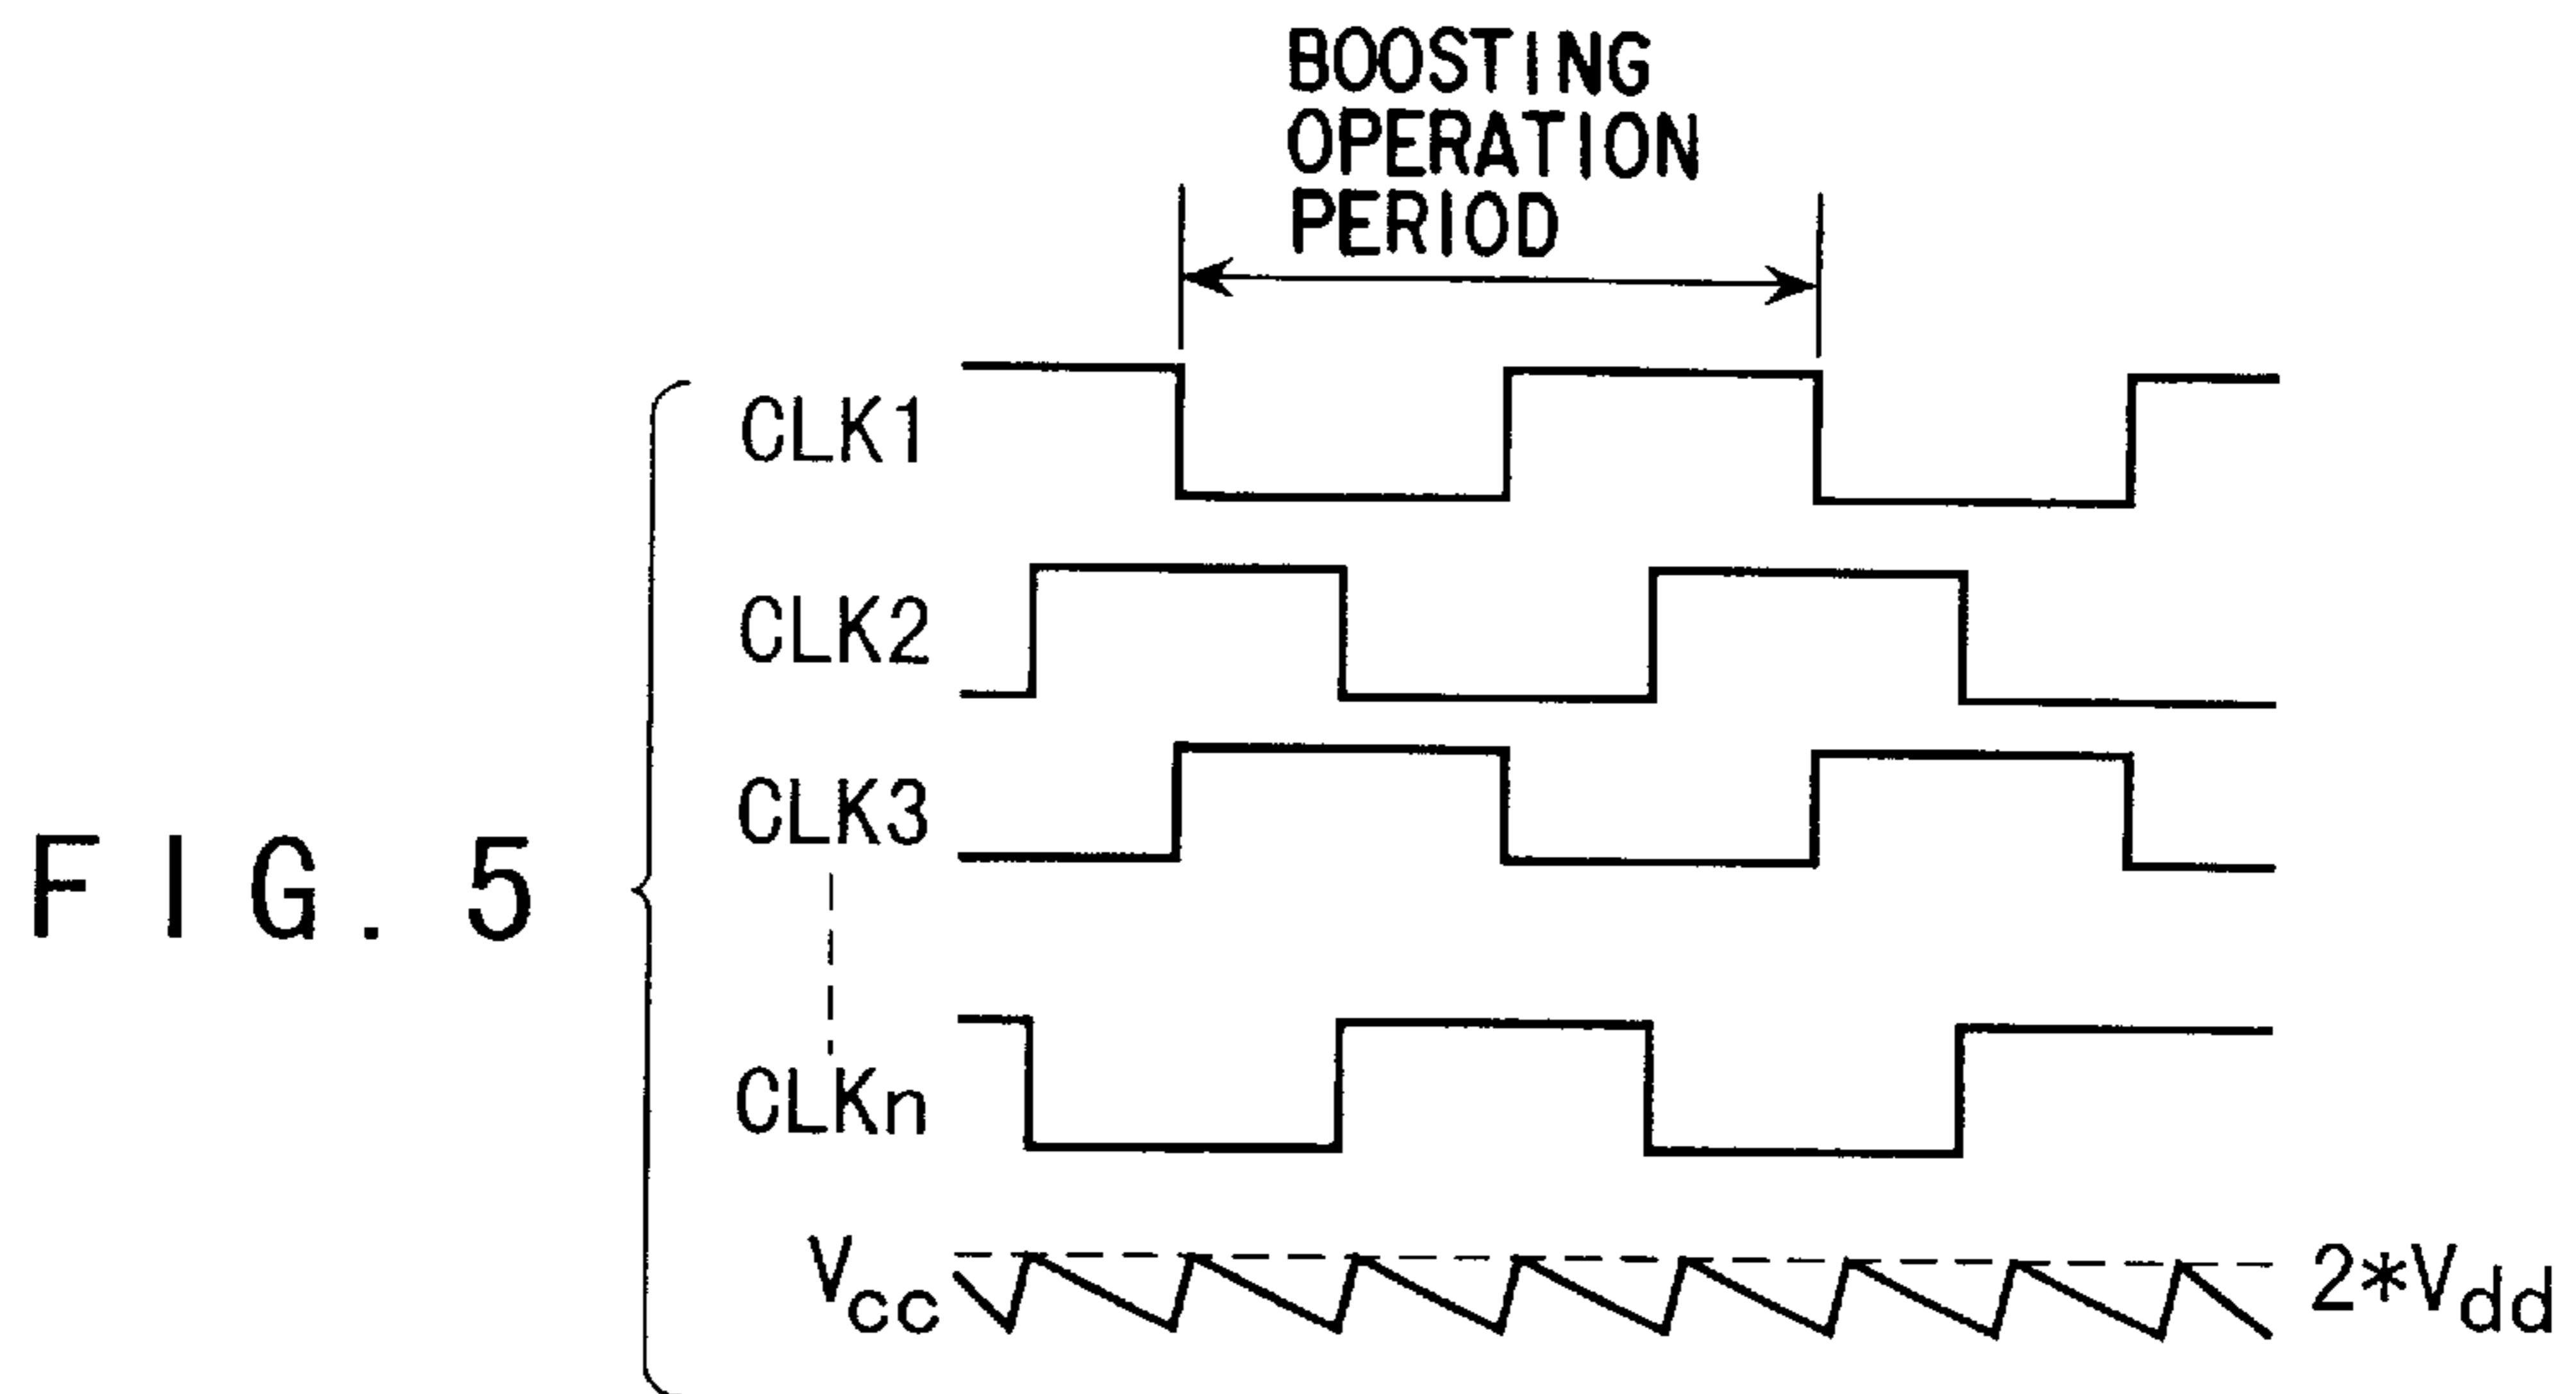 BOOSTING
OPERATION
PERIOD
CLK1
CLK2
CLK3
FIG. 5
CLKn
Vcc
2*Vdd